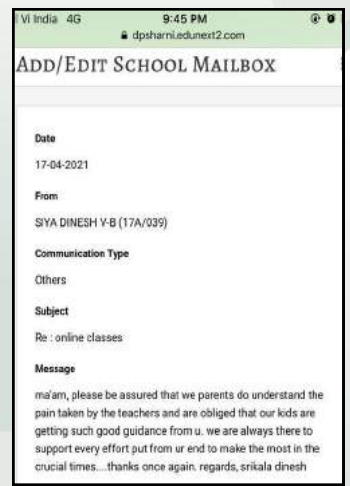 Vi India 4G 9:45 PM
dpsharni.edunext2.com
ADD/EDIT SCHOOL MAILBOX
Date
17-04-2021
From
SIYA DINESH V-B (17A/039)
Communication Type
Others
Subject
Re : online classes
Message
ma'am, please be assured that we parents do understand the
pain taken by the teachers and are obliged that our kids are
getting such good guidance from u. we are always there to
support every effort put from ur end to make the most in the
crucial times....thanks once again. regards, srikala dinesh